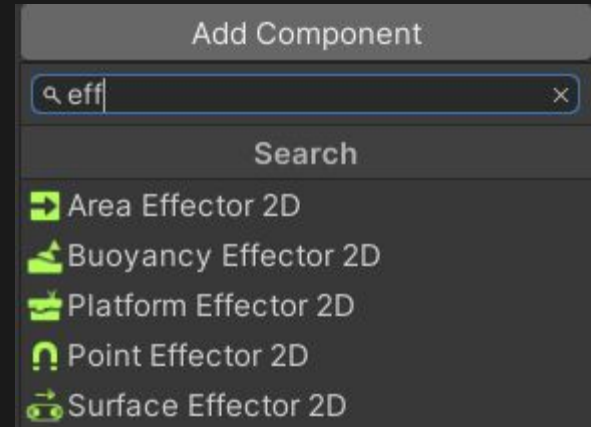 Add Component
eff
Search
Area Effector 2D
Buoyancy Effector 2D
Platform Effector 2D
Point Effector 2D
Surface Effector 2D